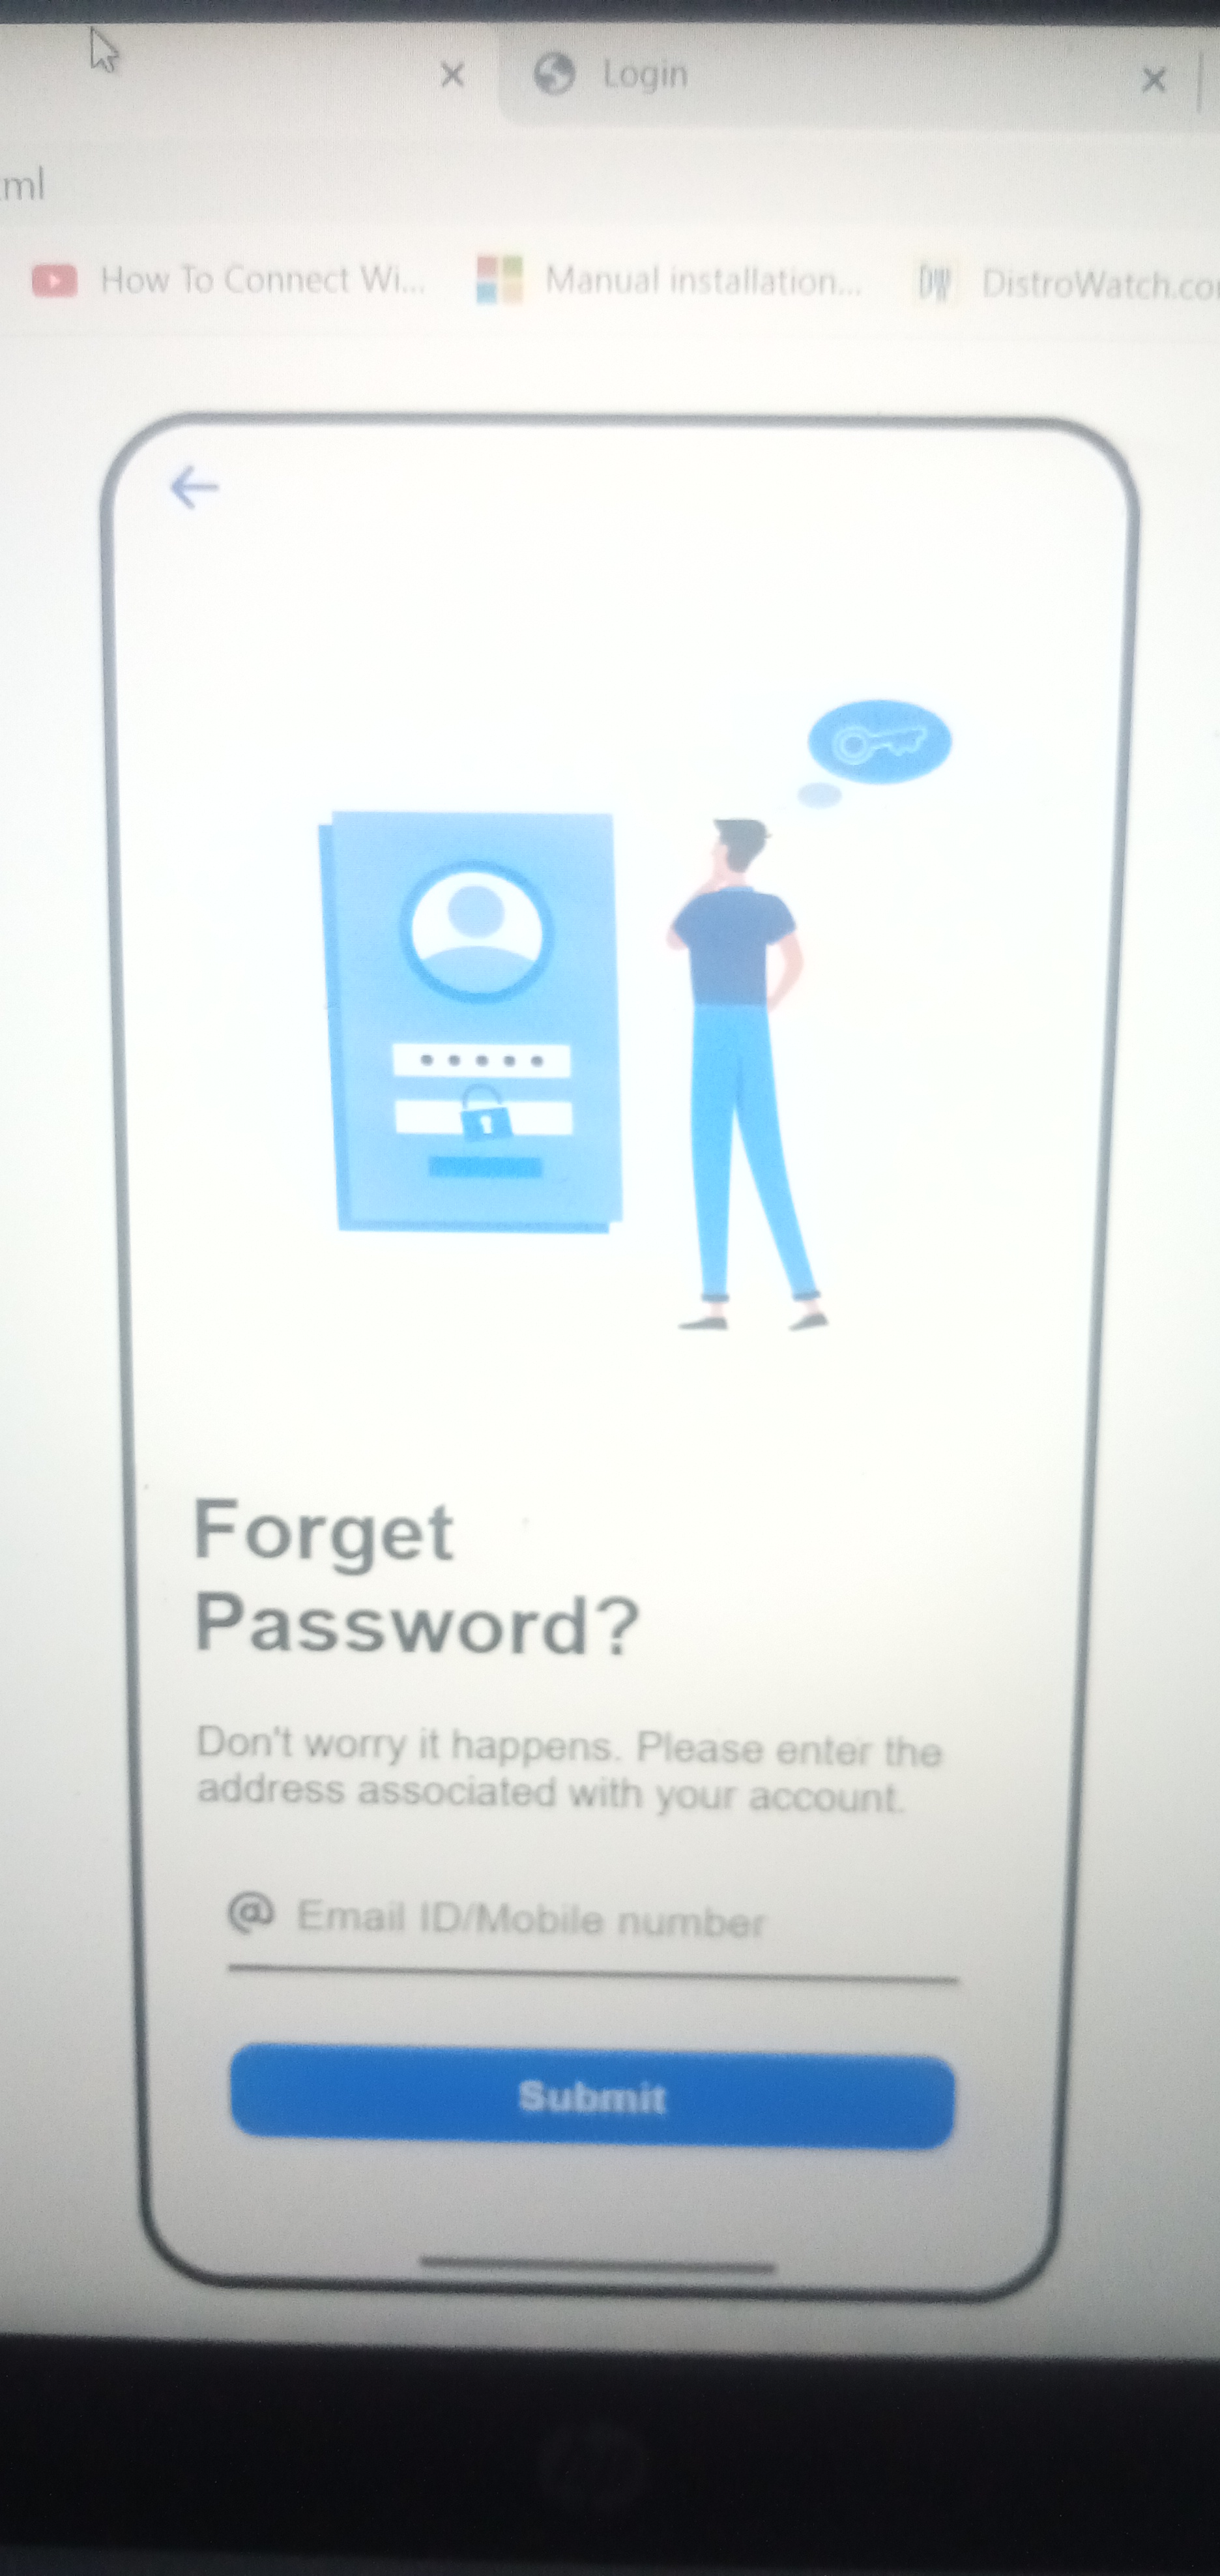 Login
ml
How To Connect Wi...
Manual installation...
DW
DistroWatch.co
Forget
Password?
Don't worry it happens. Please enter the
address associated with your account.
@ Email ID/Mobile number
Submit